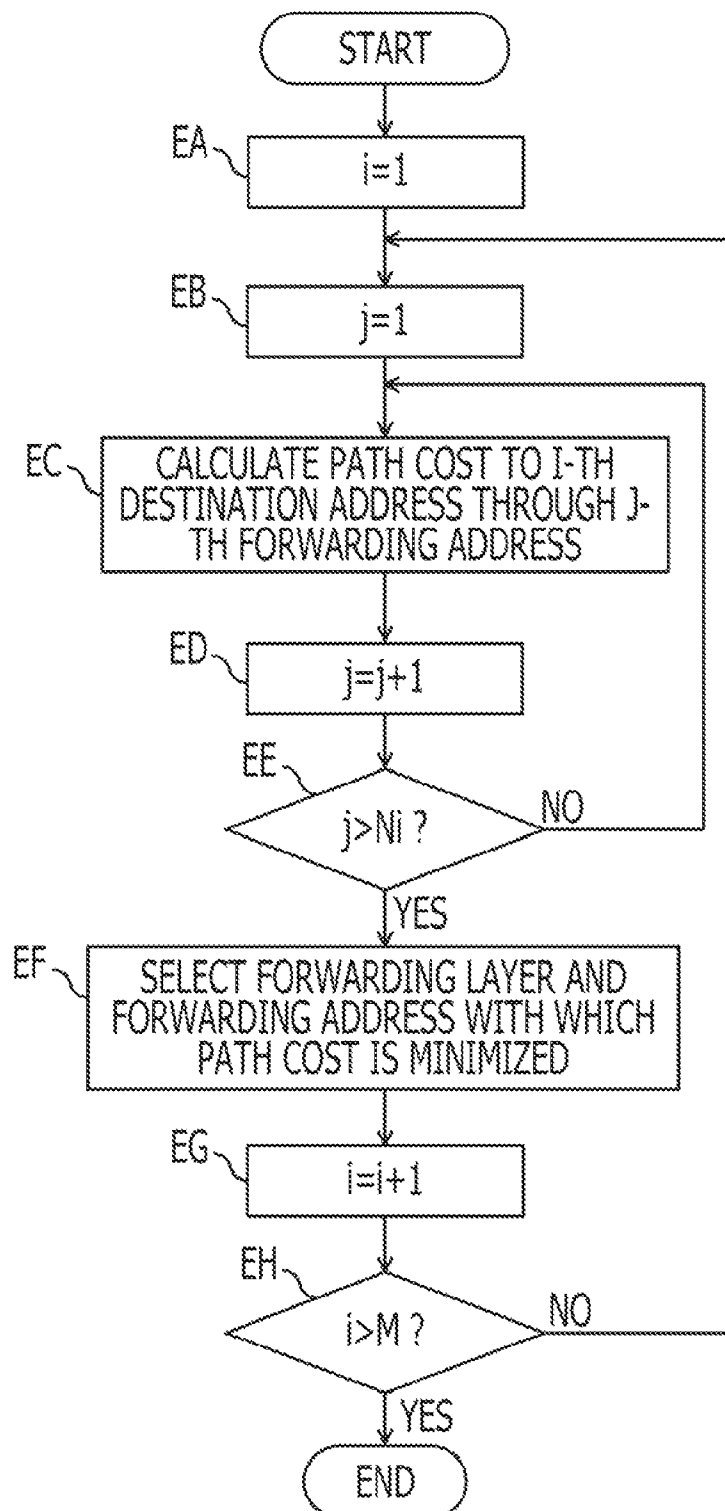 START
EA
i=1
EB
j=1
EC
CALCULATE PATH COST TO I-TH
DESTINATION ADDRESS THROUGH J-
TH FORWARDING ADDRESS
ED
j=j+1
EE
j>Ni ?
NO
YES
EF
SELECT FORWARDING LAYER AND
FORWARDING ADDRESS WITH WHICH
PATH COST IS MINIMIZED
EG
i=i+1
EH
i>M ?
NO
YES
END